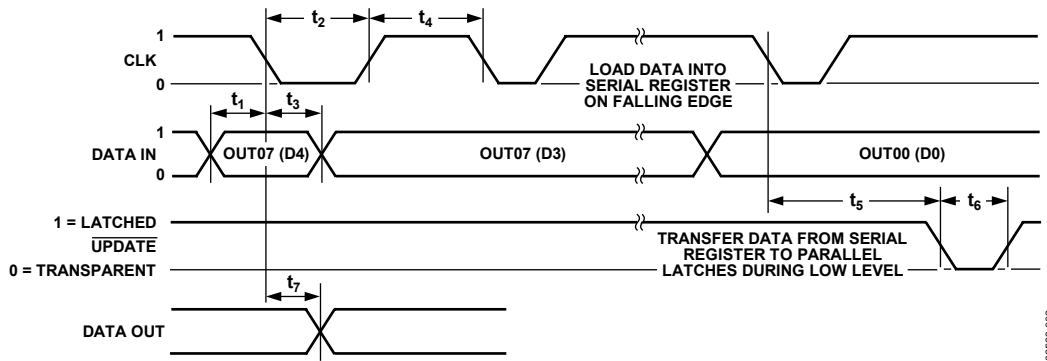 t2
t4
1
CLK
0
LOAD DATA INTO
SERIAL REGISTER
ON FALLING EDGE
t1
t3
1
DATA IN
0
OUT07 (D4)
OUT07 (D3)
OUT00 (D0)
t5
t6
1 = LATCHED
UPDATE
0 = TRANSPARENT
TRANSFER DATA FROM SERIAL
REGISTER TO PARALLEL
LATCHES DURING LOW LEVEL
t7
DATA OUT